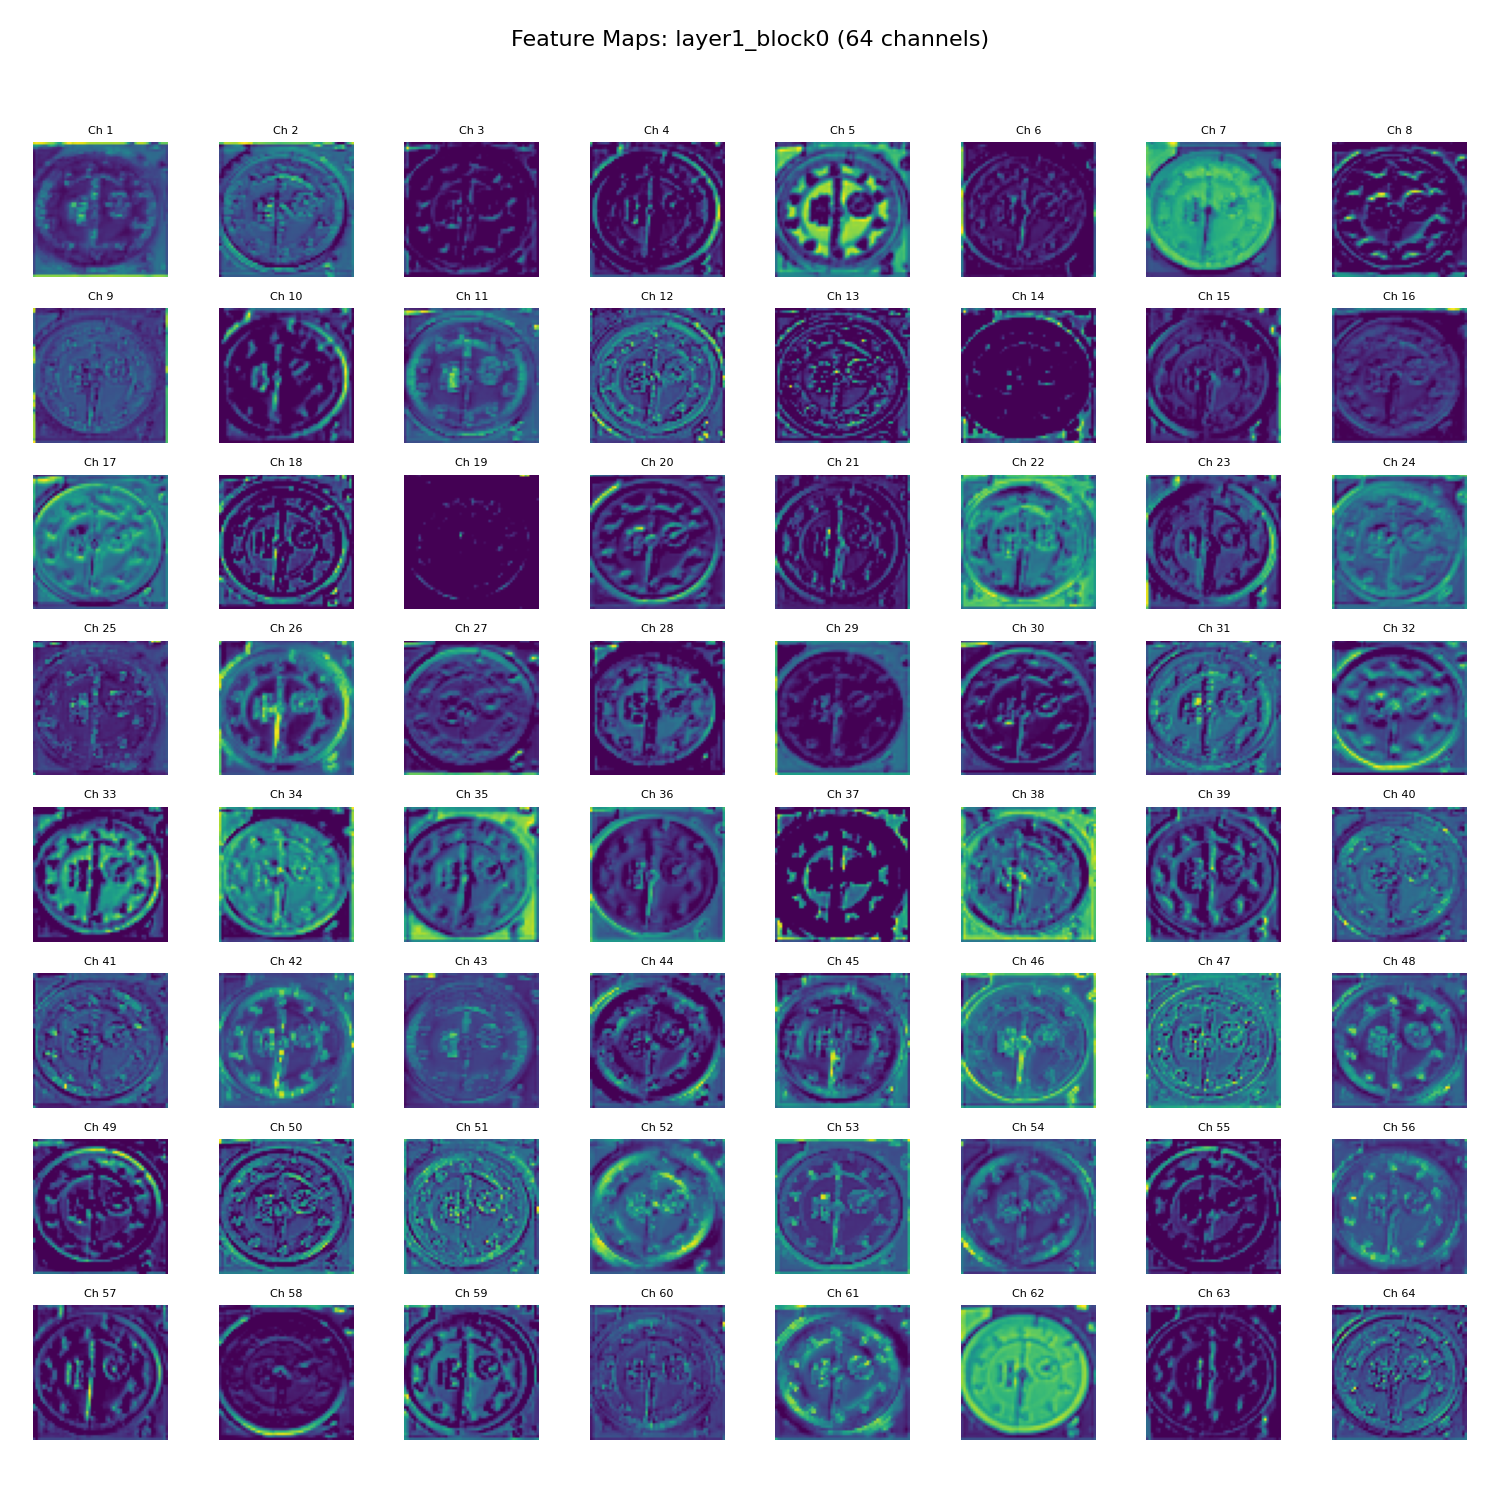 Feature Maps: layer1_block0 (64 channels)
Ch 1 Ch 2 Ch 3 Ch 4 Ch 5 Ch 6 Ch 7 Ch 8
Ch 9 Ch 10 Ch 11 Ch 12 Ch 13 Ch 14 Ch 15 Ch 16
Ch 17 Ch 18 Ch 19 Ch 20 Ch 21 Ch 22 Ch 23 Ch 24
Ch 25 Ch 26 Ch 27 Ch 28 Ch 29 Ch 30 Ch 31 Ch 32
Ch 33 Ch 34 Ch 35 Ch 36 Ch 37 Ch 38 Ch 39 Ch 40
Ch 41 Ch 42 Ch 43 Ch 44 Ch 45 Ch 46 Ch 47 Ch 48
Ch 49 Ch 50 Ch 51 Ch 52 Ch 53 Ch 54 Ch 55 Ch 56
Ch 57 Ch 58 Ch 59 Ch 60 Ch 61 Ch 62 Ch 63 Ch 64